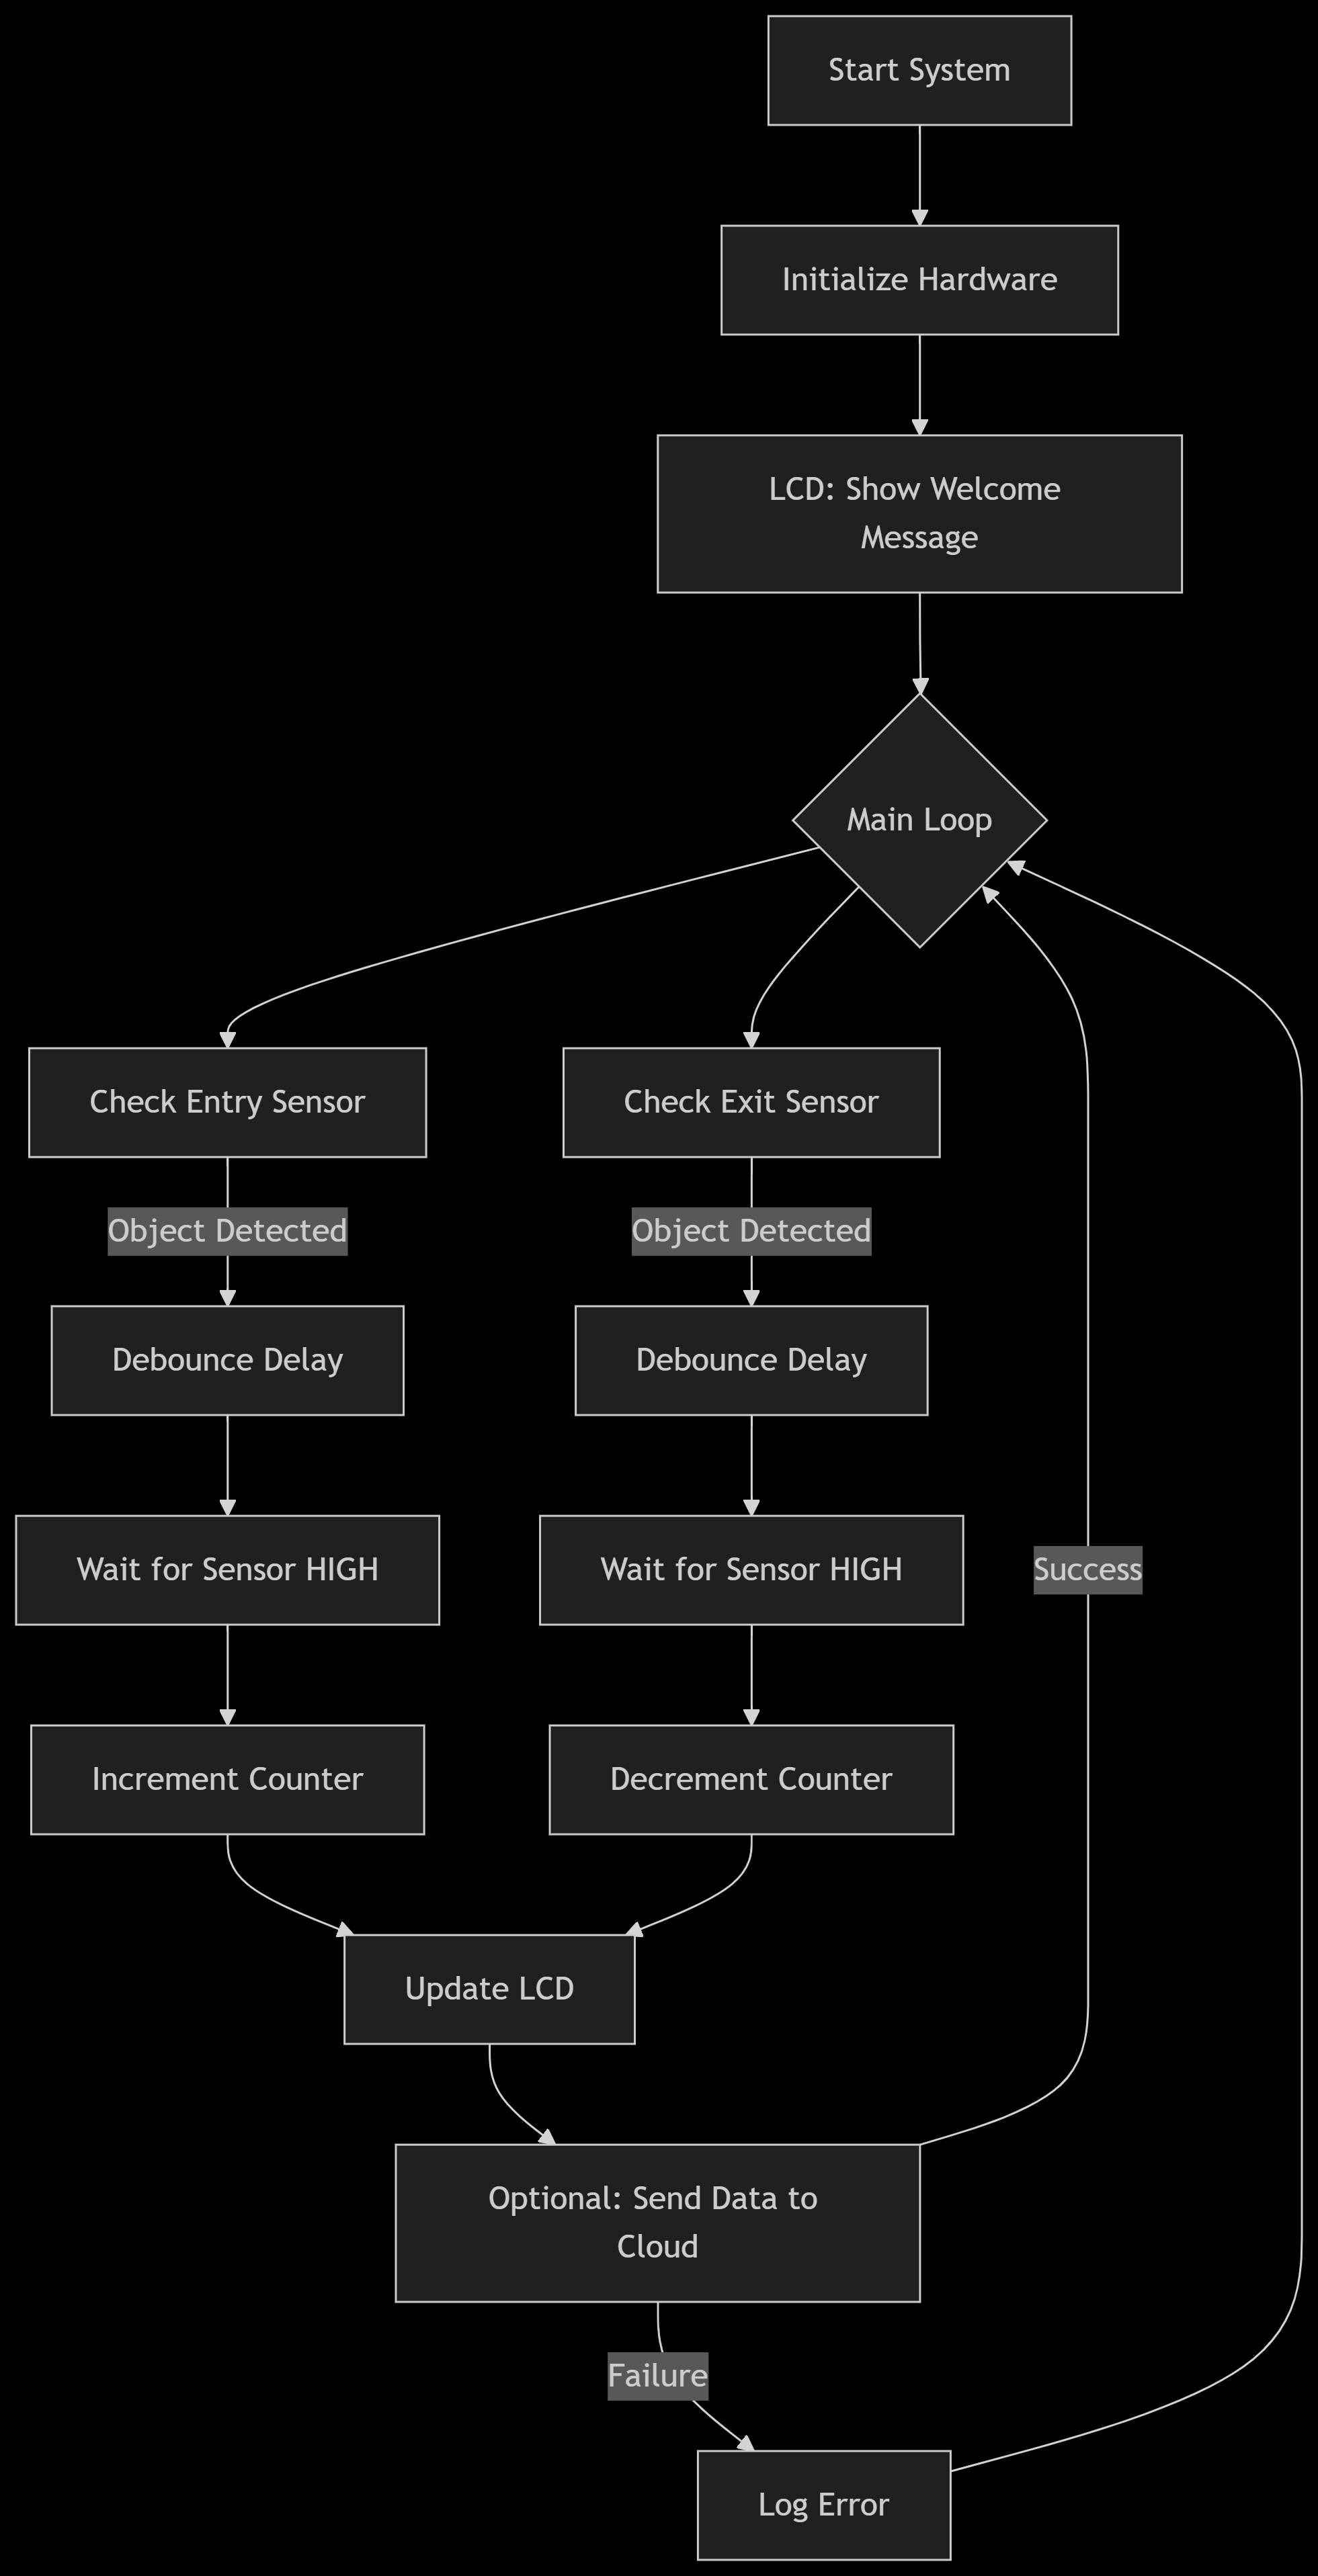 Start System
Initialize Hardware
LCD: Show Welcome
Message
Main Loop
Check Entry Sensor
Check Exit Sensor
Object Detected
Object Detected
Debounce Delay
Debounce Delay
Wait for Sensor HIGH
Wait for Sensor HIGH
Success
Increment Counter
Decrement Counter
Update LCD
Optional: Send Data to
Cloud
Failure
Log Error